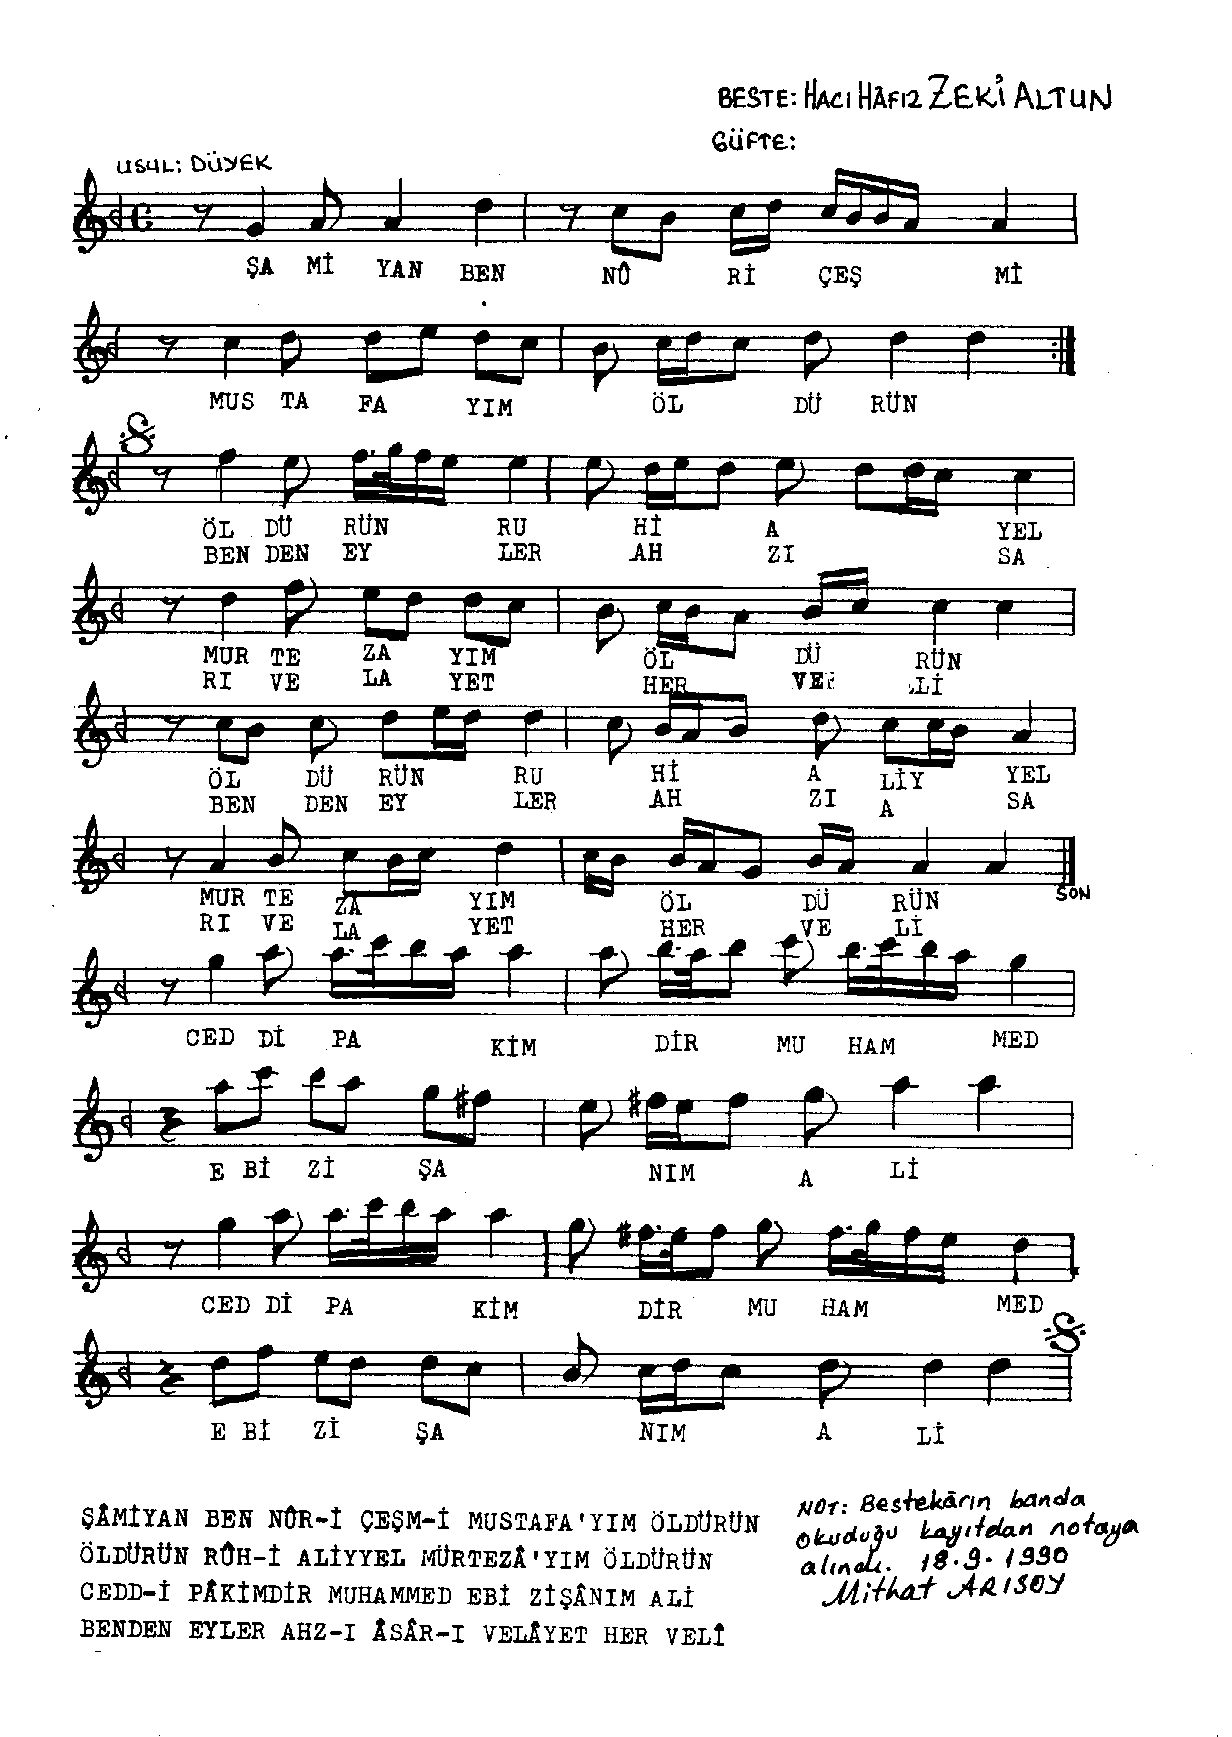 BESTE: HACI HÂFIZ ZEKİ ALTUN
GÜFTE:
USUL: DÜYEK
ŞA Mİ YAN BEN NÛ Rİ ÇEŞ Mİ
MUS TA FA YIM ÖL DÜ RÜN
ÖL DÜ RÜN RU Hİ A YEL
BEN DEN EY LER AH ZI SA
MUR TE ZA YIM ÖL DÜ RÜN
RI VE LA YET HER VE Lİ
ÖL DÜ RÜN RU Hİ A LİY YEL
BEN DEN EY LER AH ZI A SA
MUR TE ZA YIM ÖL DÜ RÜN SON
RI VE LA YET HER VE Lİ
CED Dİ PA KİM DİR MU HAM MED
E Bİ Zİ ŞA NIM A Lİ
CED Dİ PA KİM DİR MU HAM MED
E Bİ Zİ ŞA NIM A Lİ
ŞÂMİYAN BEN NÛR-İ ÇEŞM-İ MUSTAFA'YIM ÖLDÜRÜN
ÖLDÜRÜN RÛH-İ ALİYYEL MÜRTEZÂ'YIM ÖLDÜRÜN
CEDD-İ PÂKİMDİR MUHAMMED EBİ ZİŞÂNIM ALİ
BENDEN EYLER AHZ-I ÂSÂR-I VELÂYET HER VELÎ
NOT: Bestekârın banda
okuduğu kayıtdan notaya
alındı. 18.9.1990
Mithat ARISOY